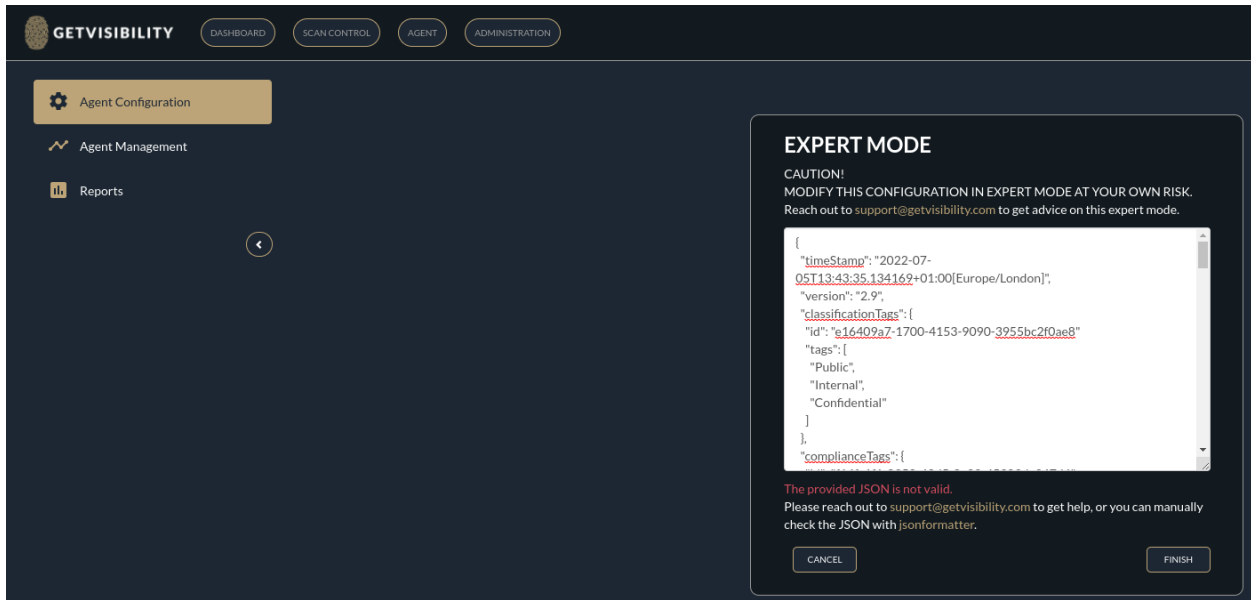 GETVISIBILITY
DASHBOARD
SCAN CONTROL
AGENT
ADMINISTRATION
Agent Configuration
Agent Management
Reports
EXPERT MODE
CAUTION!
MODIFY THIS CONFIGURATION IN EXPERT MODE AT YOUR OWN RISK.
Reach out to support@getvisibility.com to get advice on this expert mode.
{
"timeStamp": "2022-07-
05T13:43:35.134169+01:00[Europe/London]",
"version": "2.9",
"classificationTags": {
"id": "e16409a7-1700-4153-9090-3955bc2f0ae8"
"tags": [
"Public",
"Internal",
"Confidential"
]
},
"complianceTags": {
The provided JSON is not valid.
Please reach out to support@getvisibility.com to get help, or you can manually
check the JSON with jsonformatter.
CANCEL
FINISH